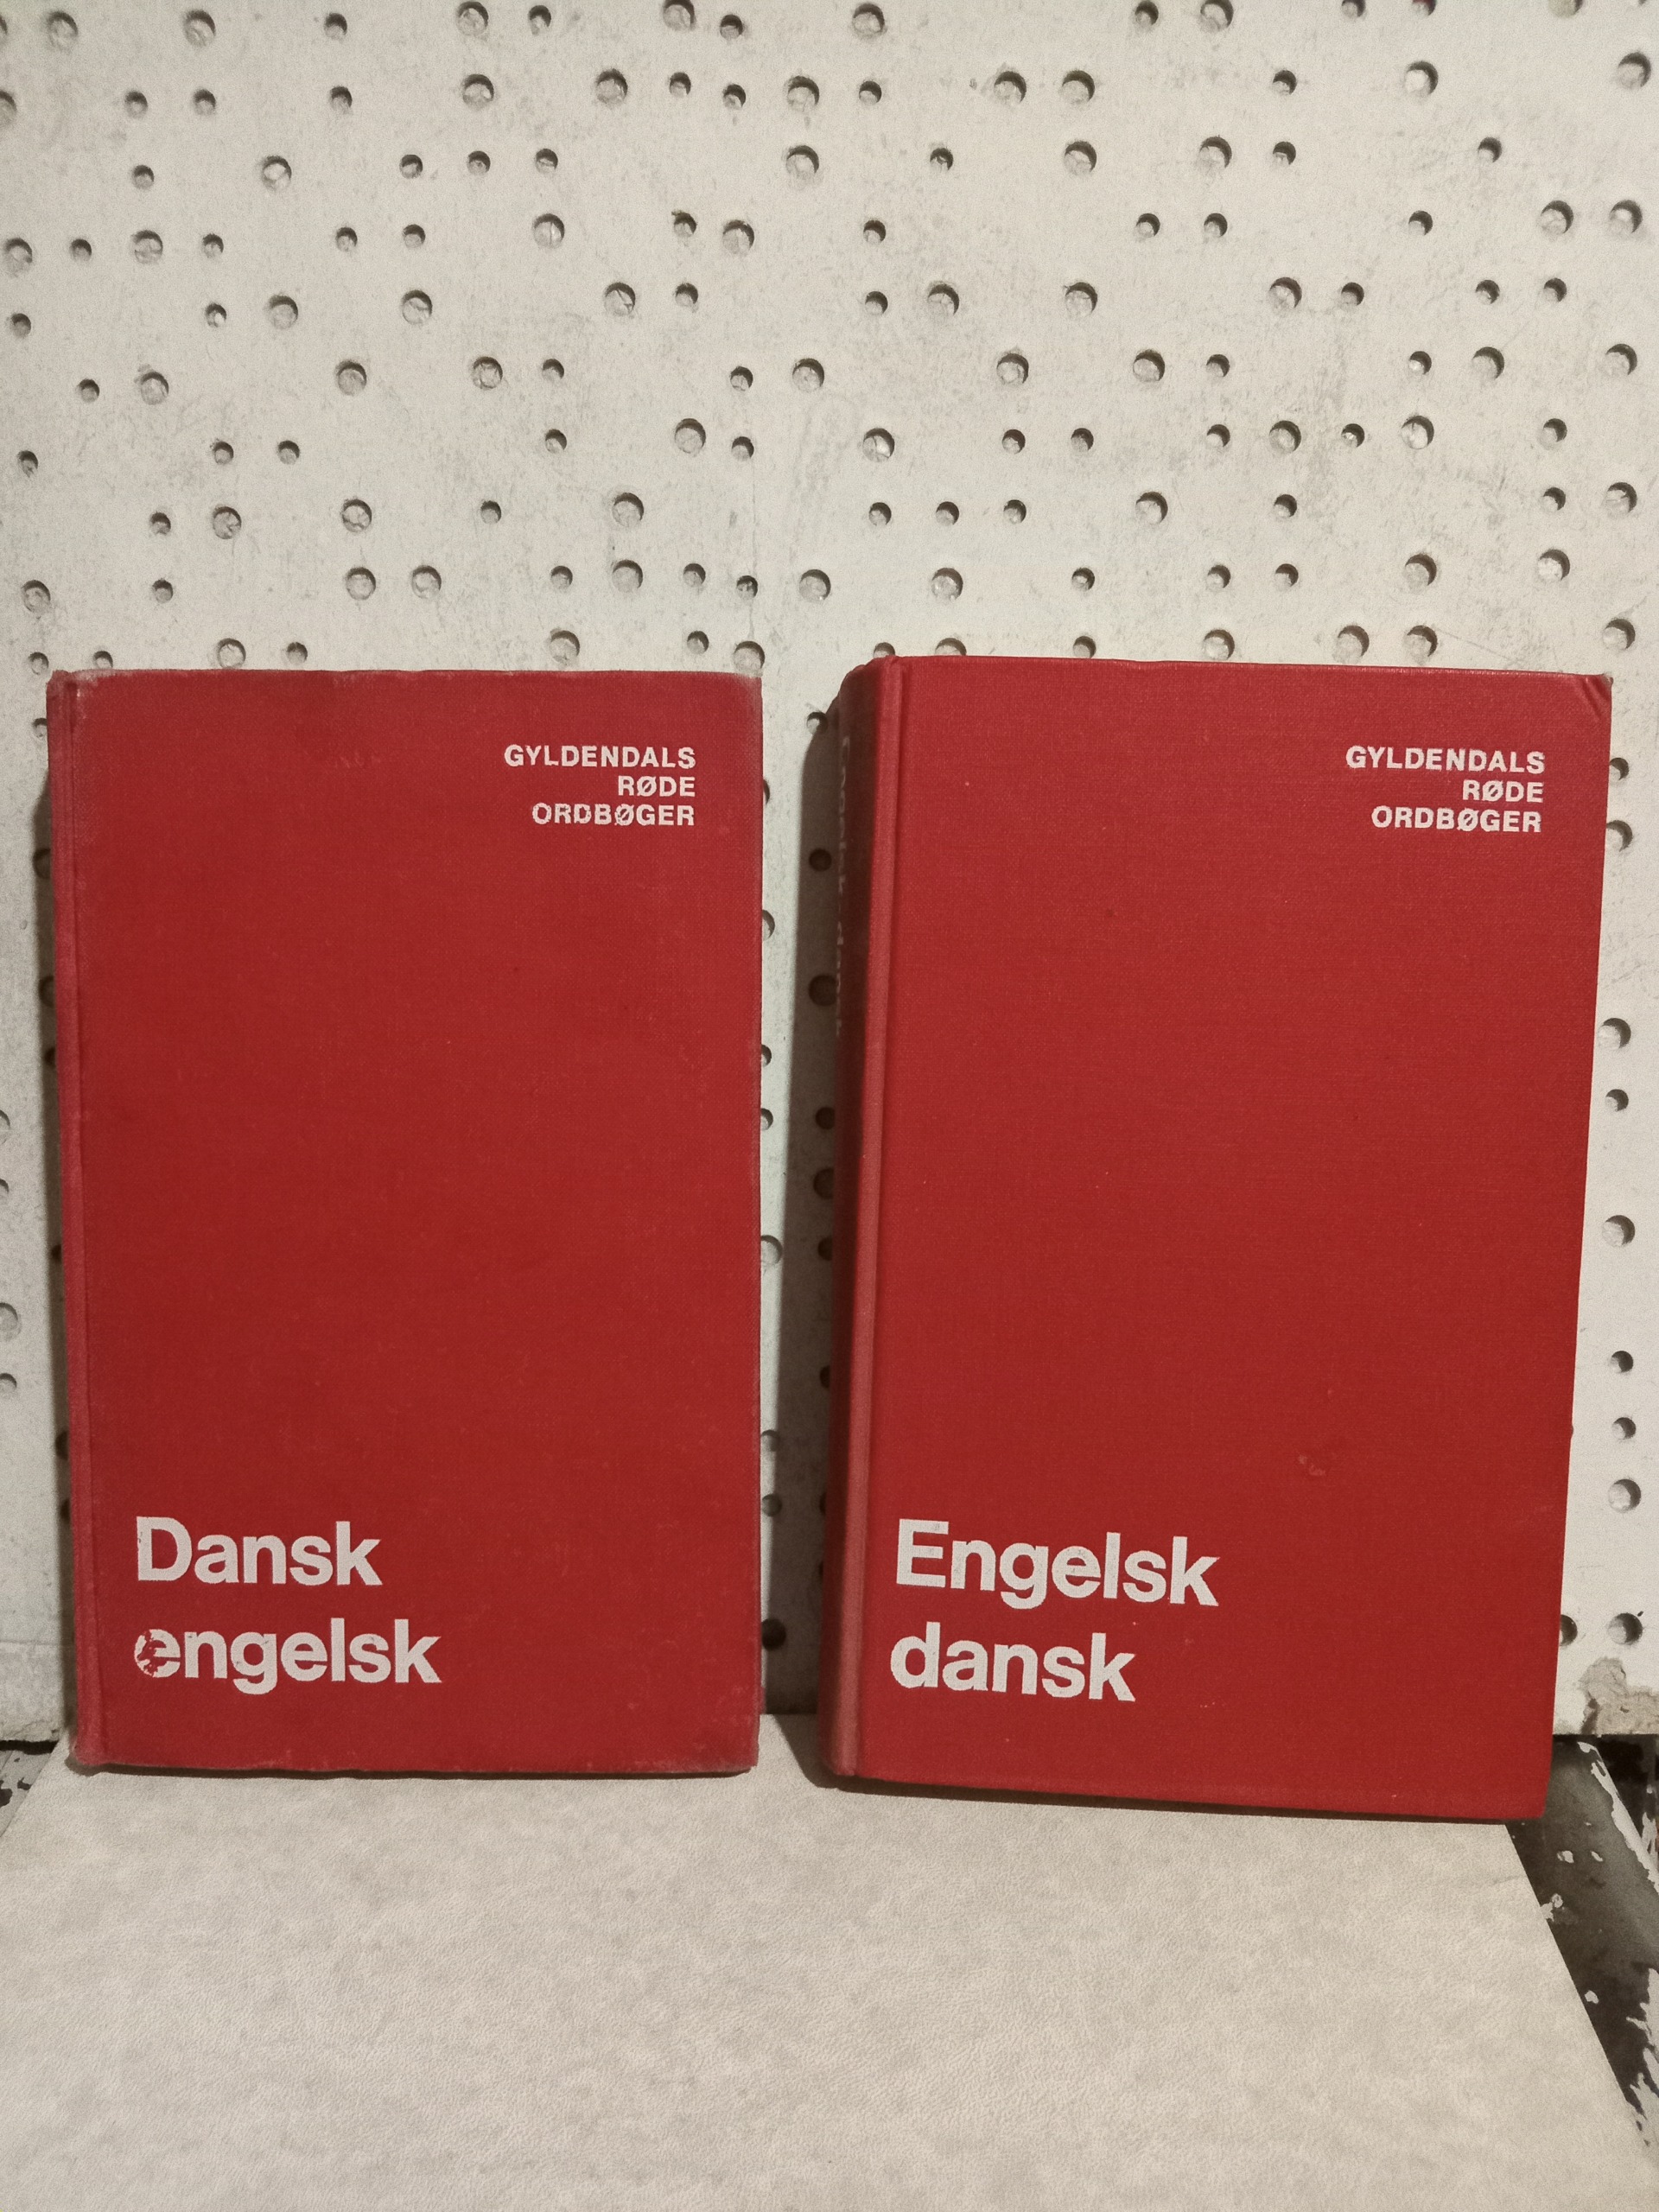 GYLDENDALS
RØDE
ORDBØGER
Dansk
engelsk
GYLDENDALS
RØDE
ORDBØGER
Engelsk
dansk